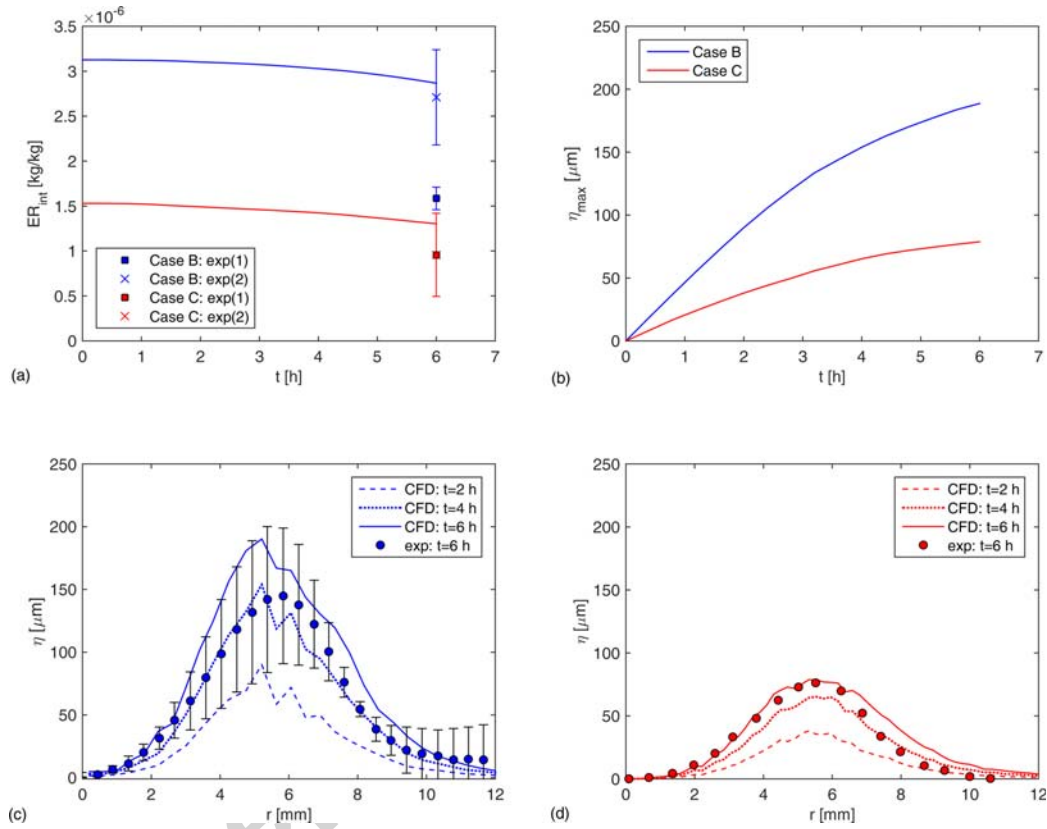 ×10⁻⁶
3.5
3
2.5
2
1.5
1
0.5
0
ER_int [kg/kg]
Case B: exp(1)
Case B: exp(2)
Case C: exp(1)
Case C: exp(2)
0 1 2 3 4 5 6 7
t [h]
(a)
250
200
150
100
50
0
η_max [μm]
Case B
Case C
0 1 2 3 4 5 6 7
t [h]
(b)
250
200
150
100
50
0
η [μm]
CFD: t=2 h
CFD: t=4 h
CFD: t=6 h
exp: t=6 h
0 2 4 6 8 10 12
r [mm]
(c)
250
200
150
100
50
0
η [μm]
CFD: t=2 h
CFD: t=4 h
CFD: t=6 h
exp: t=6 h
0 2 4 6 8 10 12
r [mm]
(d)